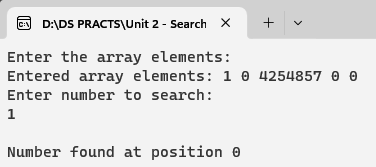 D:\DS PRACTS\Unit 2 - Search
Enter the array elements:
Entered array elements: 1 0 4254857 0 0
Enter number to search:
1
Number found at position 0